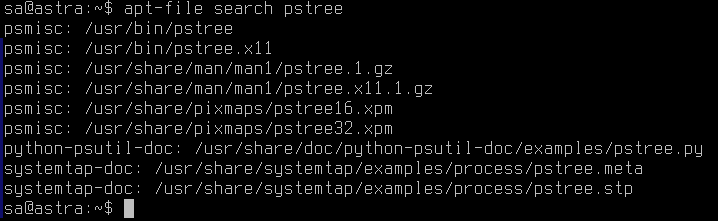 sa@astra:~$ apt-file search pstree
psmisc: /usr/bin/pstree
psmisc: /usr/bin/pstree.x11
psmisc: /usr/share/man/man1/pstree.1.gz
psmisc: /usr/share/man/man1/pstree.x11.1.gz
psmisc: /usr/share/pixmaps/pstree16.xpm
psmisc: /usr/share/pixmaps/pstree32.xpm
python-psutil-doc: /usr/share/doc/python-psutil-doc/examples/pstree.py
systemtap-doc: /usr/share/systemtap/examples/process/pstree.meta
systemtap-doc: /usr/share/systemtap/examples/process/pstree.stp
sa@astra:~$